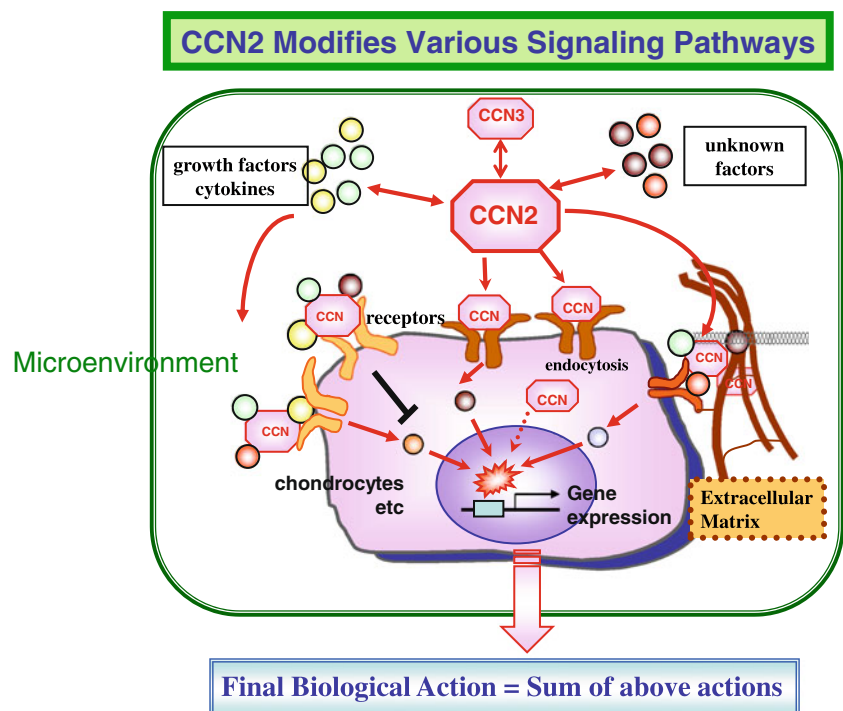 CCN2 Modifies Various Signaling Pathways
CCN3
growth factors
cytokines
unknown
factors
CCN2
CCN
receptors
CCN
CCN
Microenvironment
endocytosis
CCN
CCN
CCN
CCN
chondrocytes
etc
Gene
expression
Extracellular
Matrix
Final Biological Action = Sum of above actions